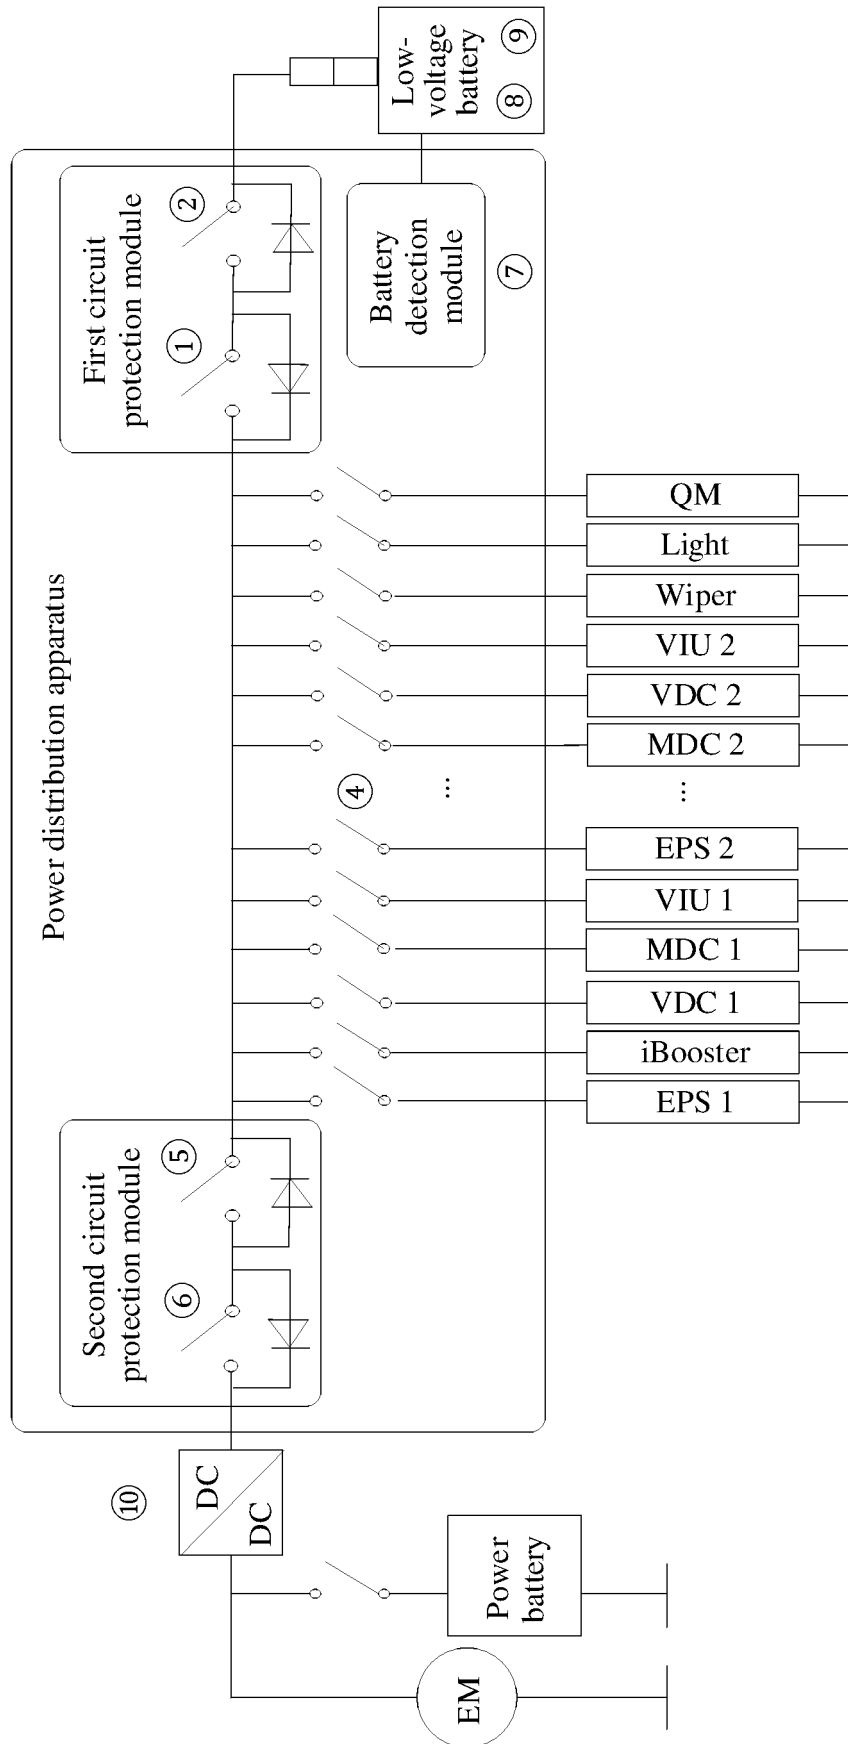 Power distribution apparatus
First circuit
protection module
①
②
Low-
voltage
battery
⑧
⑨
Battery
detection
module
⑦
Second circuit
protection module
⑥
⑤
④
...
...
QM
Light
Wiper
VIU 2
VDC 2
MDC 2
EPS 2
VIU 1
MDC 1
VDC 1
iBooster
EPS 1
⑩
DC
DC
Power
battery
EM